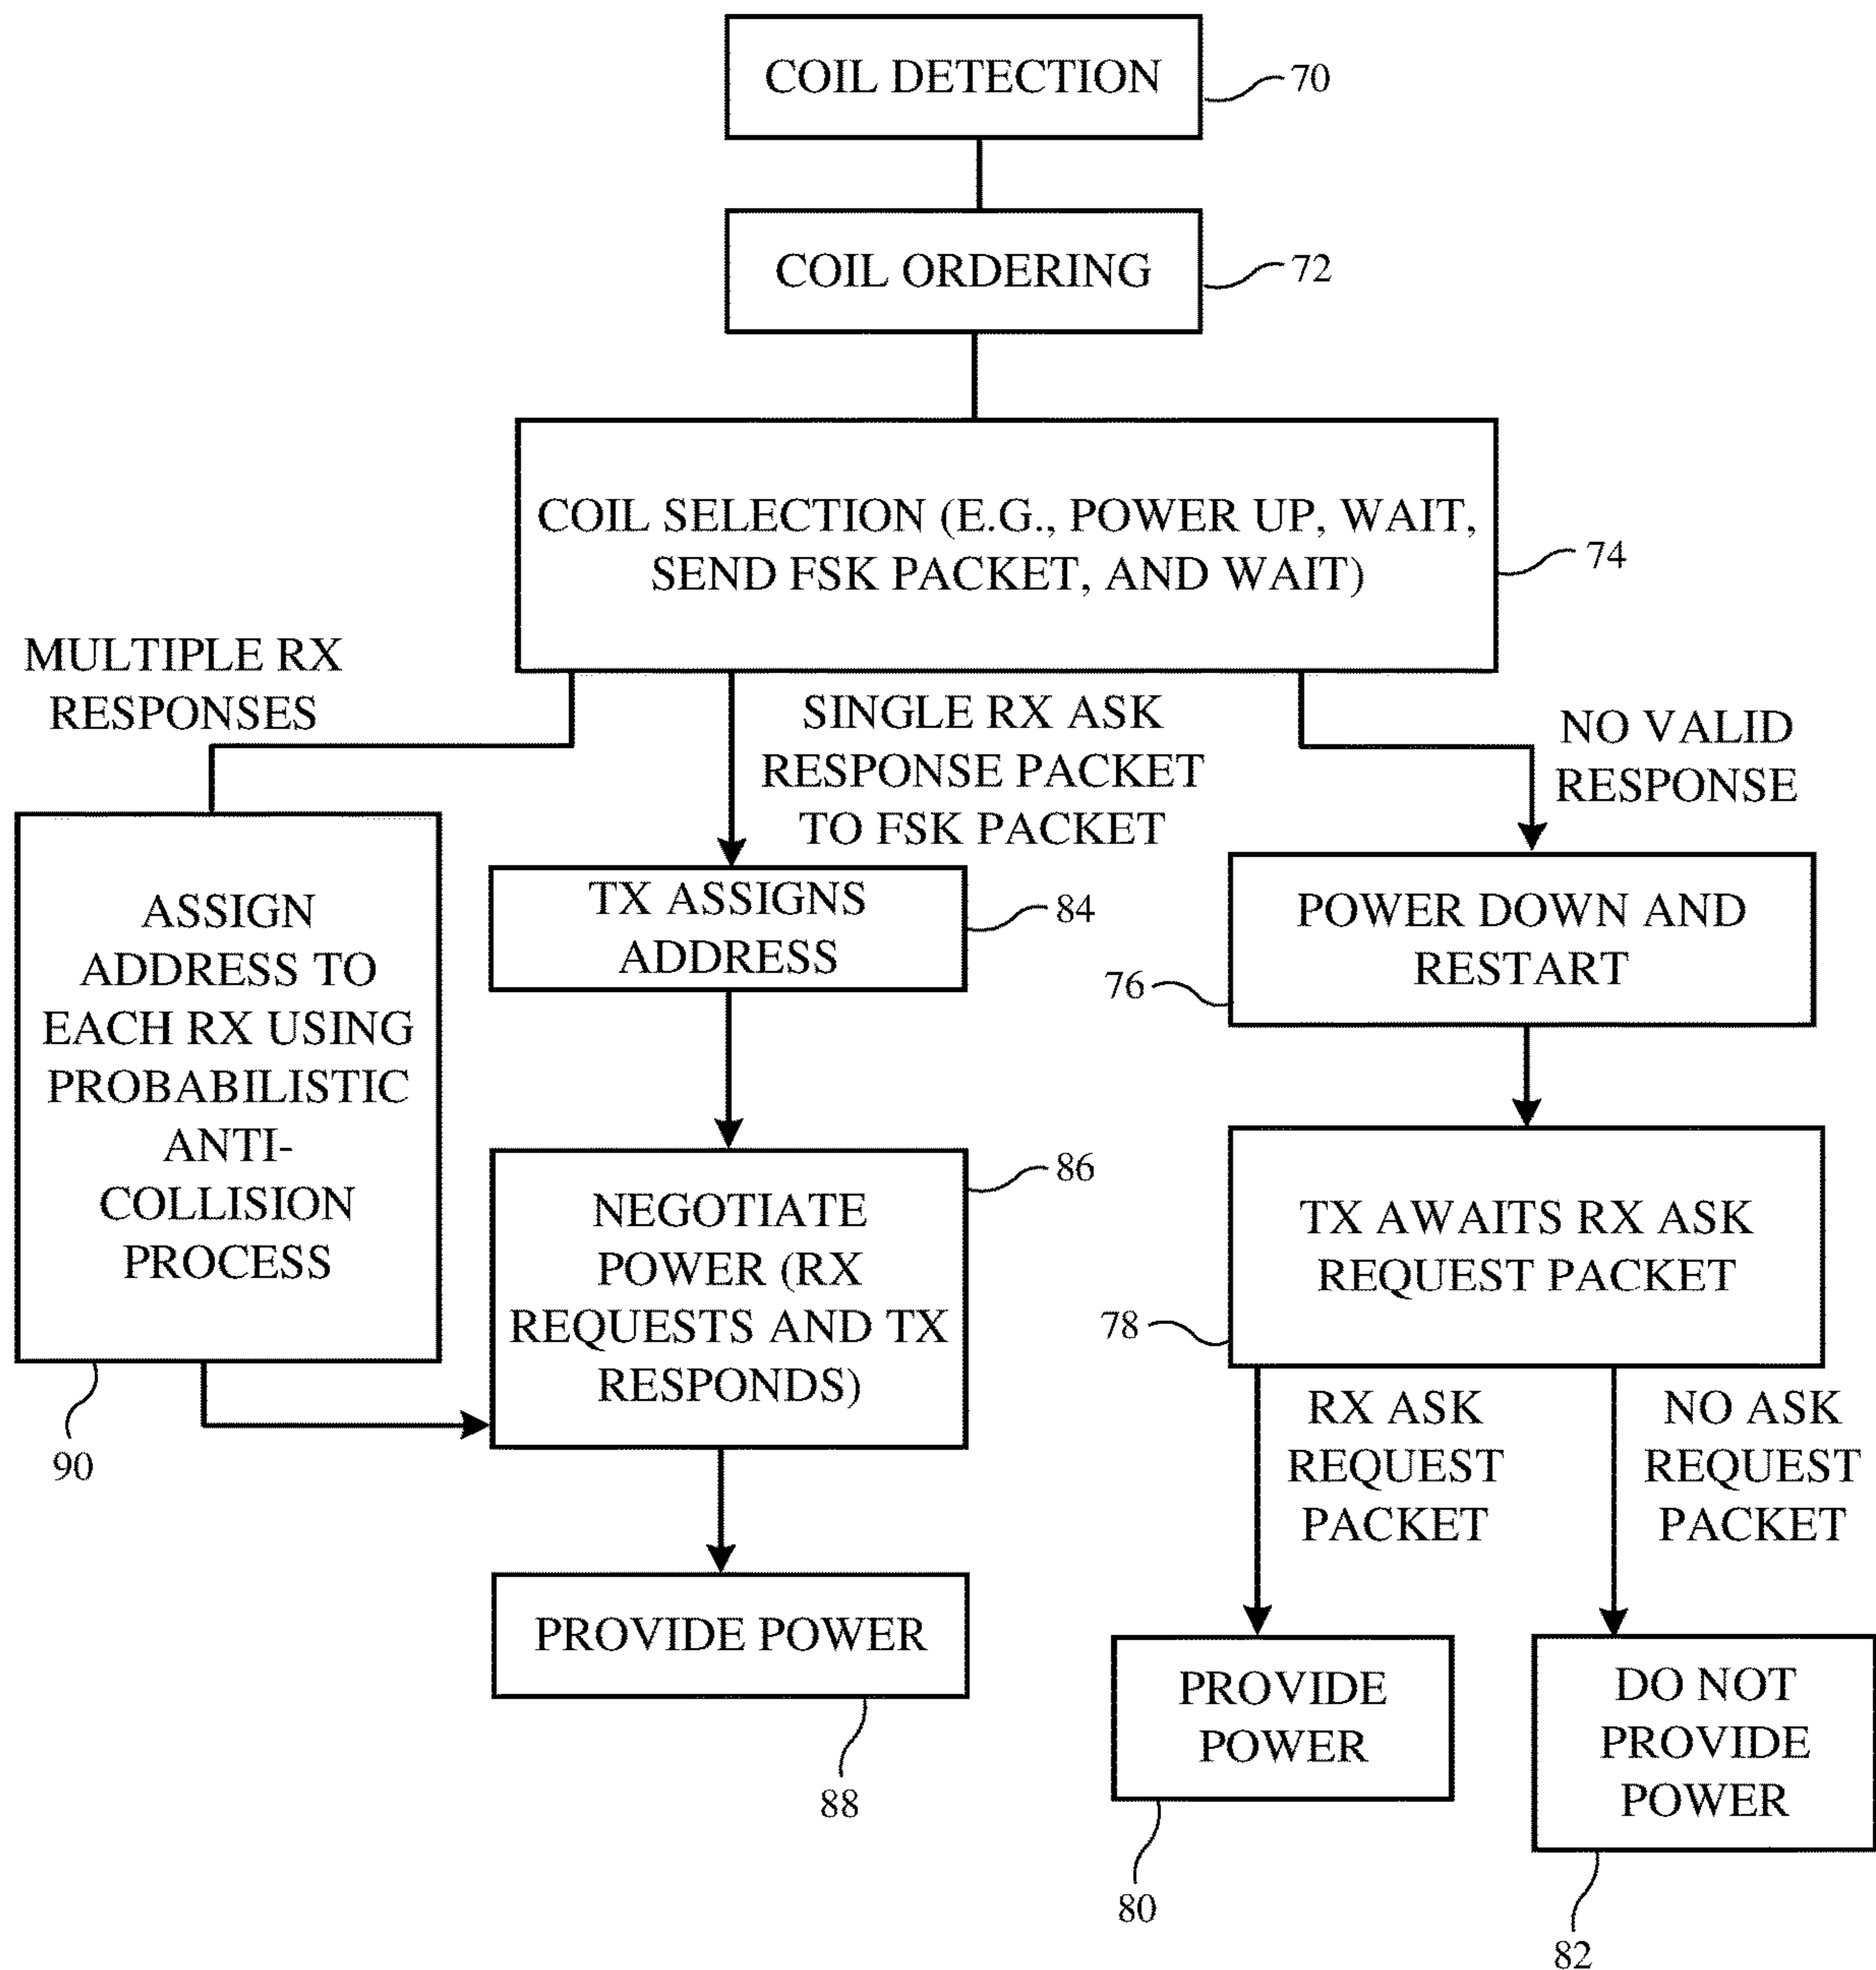 COIL DETECTION
70
COIL ORDERING
72
COIL SELECTION (E.G., POWER UP, WAIT,
SEND FSK PACKET, AND WAIT)
74
MULTIPLE RX
RESPONSES
SINGLE RX ASK
RESPONSE PACKET
TO FSK PACKET
NO VALID
RESPONSE
ASSIGN
ADDRESS TO
EACH RX USING
PROBABILISTIC
ANTI-
COLLISION
PROCESS
90
TX ASSIGNS
ADDRESS
84
NEGOTIATE
POWER (RX
REQUESTS AND TX
RESPONDS)
86
PROVIDE POWER
88
POWER DOWN AND
RESTART
76
TX AWAITS RX ASK
REQUEST PACKET
78
RX ASK
REQUEST
PACKET
NO ASK
REQUEST
PACKET
PROVIDE
POWER
80
DO NOT
PROVIDE
POWER
82